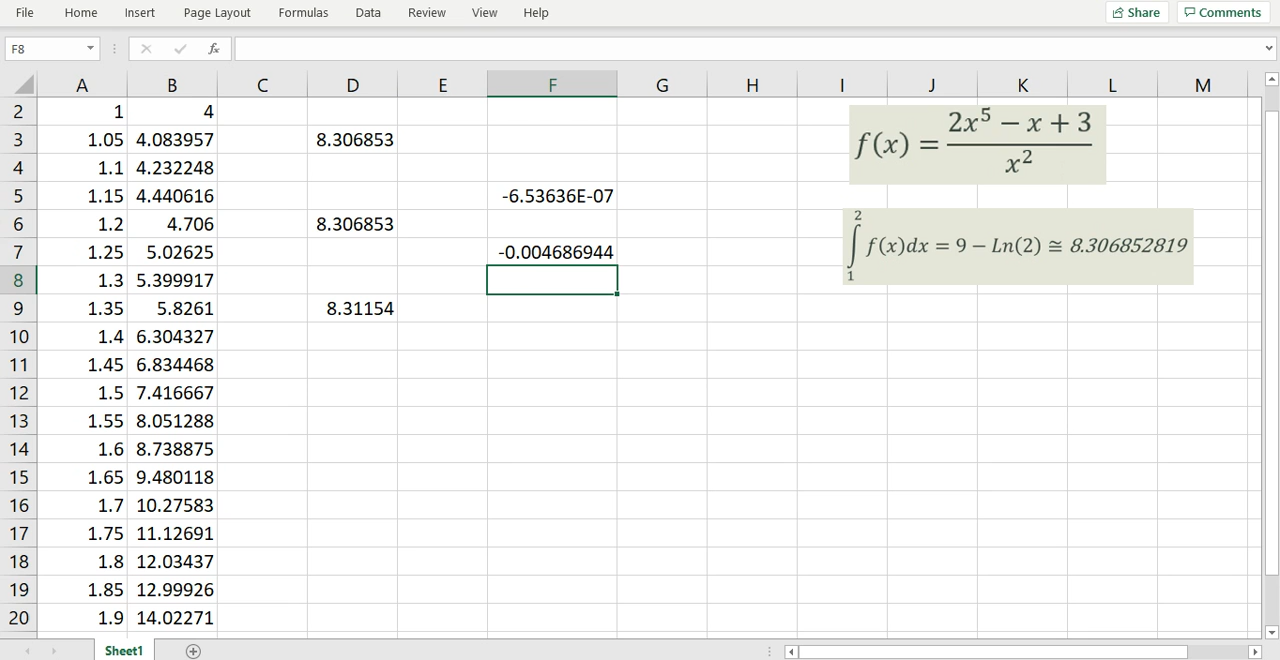 File Home Insert Page Layout Formulas Data Review View Help Share Comments
F8 fx
A B C D E F G H I J K L M
2 1 4
3 1.05 4.083957 8.306853
4 1.1 4.232248
5 1.15 4.440616 -6.53636E-07
6 1.2 4.706 8.306853
7 1.25 5.02625 -0.004686944
8 1.3 5.399917
9 1.35 5.8261 8.31154
10 1.4 6.304327
11 1.45 6.834468
12 1.5 7.416667
13 1.55 8.051288
14 1.6 8.738875
15 1.65 9.480118
16 1.7 10.27583
17 1.75 11.12691
18 1.8 12.03437
19 1.85 12.99926
20 1.9 14.02271
f(x) = (2x⁵ − x + 3)/x²
∫₁² f(x)dx = 9 − Ln(2) ≅ 8.306852819
Sheet1